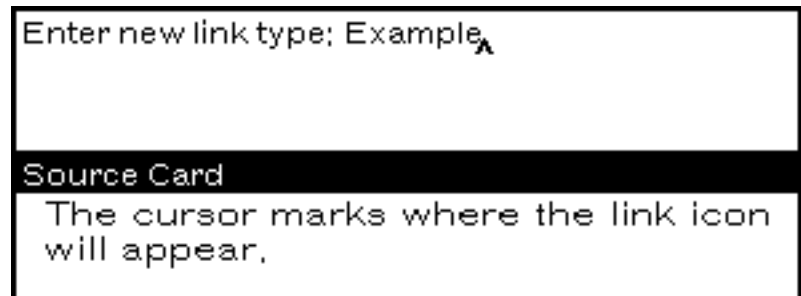 Enter new link type: Example
Source Card
The cursor marks where the link icon
will appear.